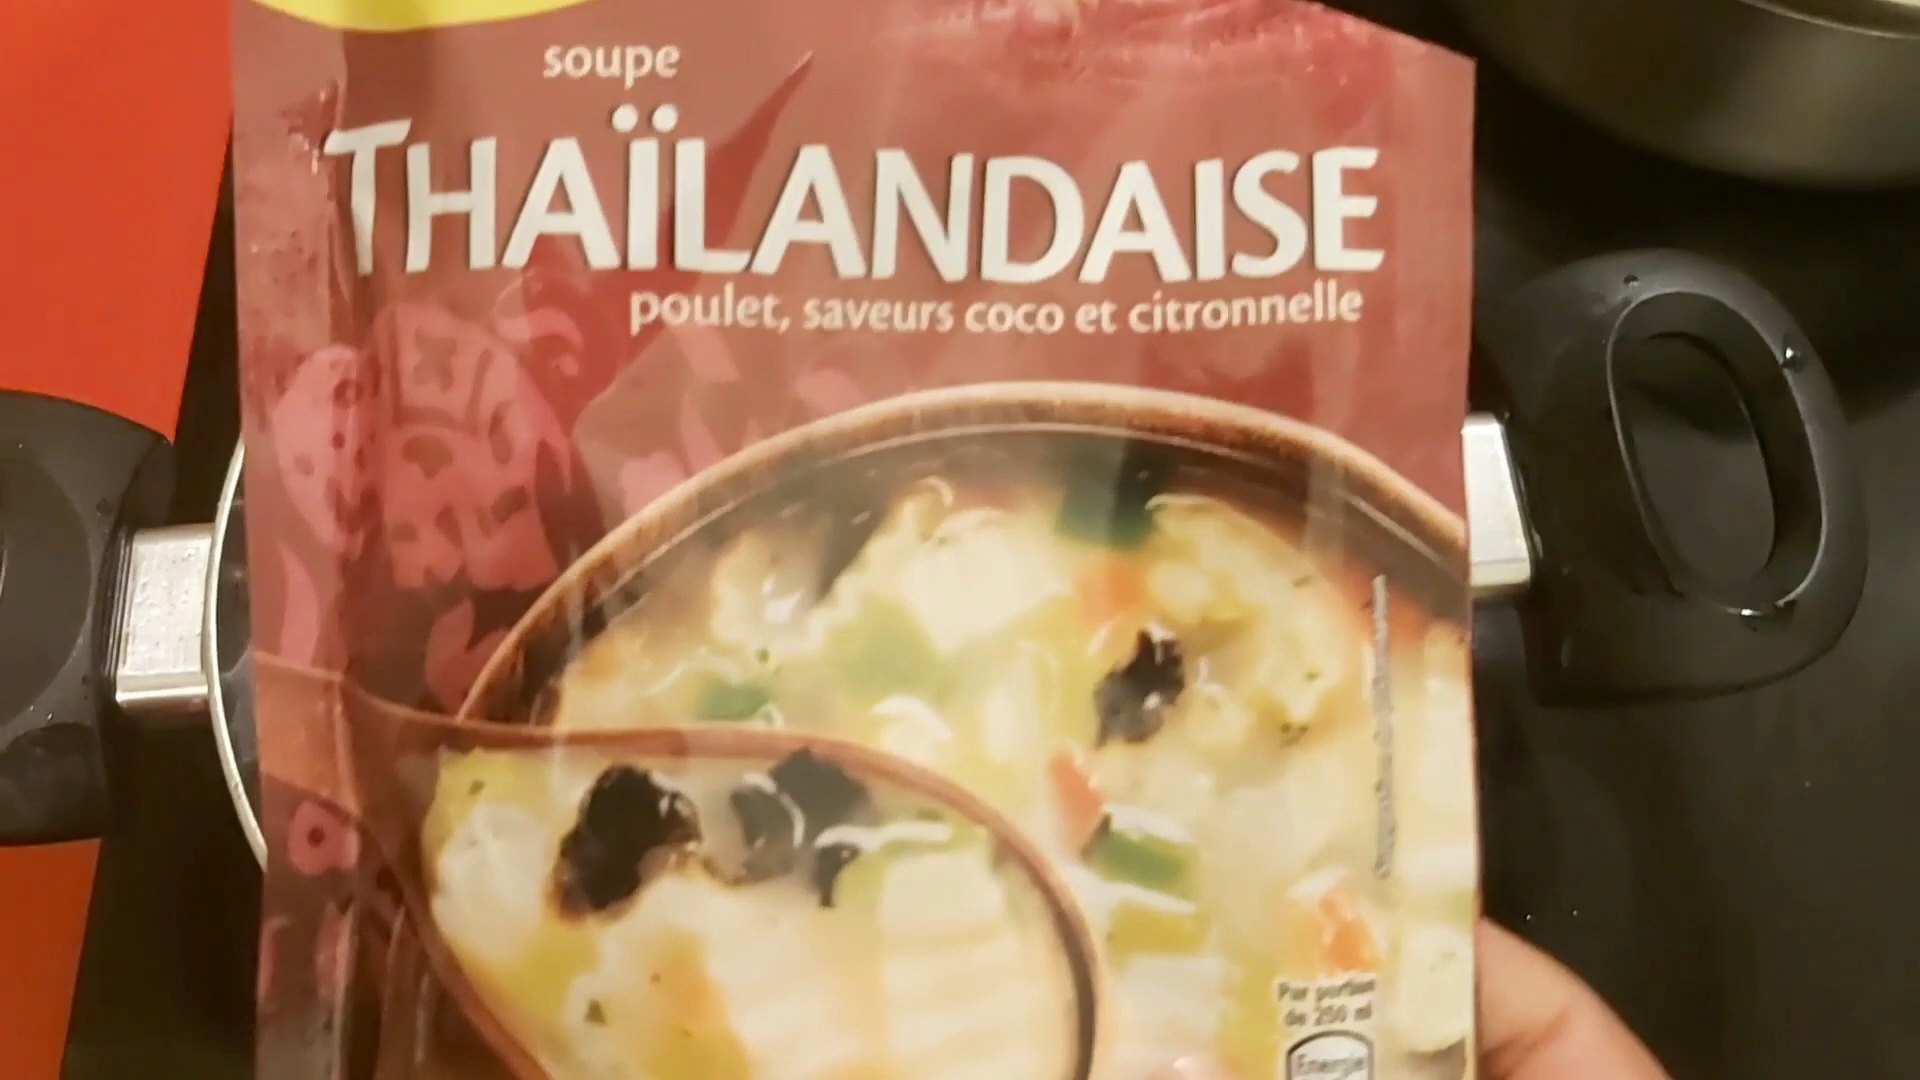 soupe
THAÏLANDAISE
poulet, saveurs coco et citronnelle
Par portion
de 250 ml
Energie